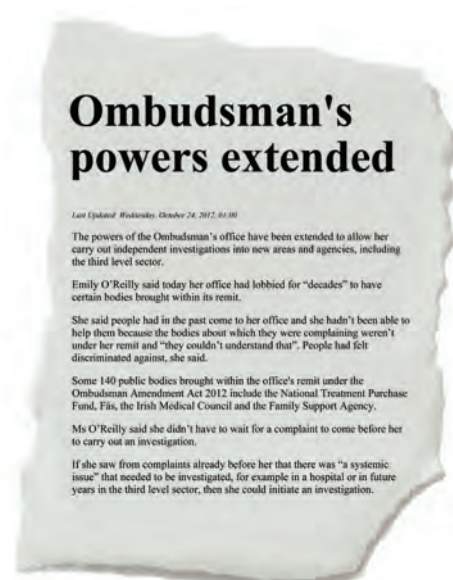 Ombudsman's
powers extended
Last Updated: Wednesday, October 24, 2012, 01:00
The powers of the Ombudsman's office have been extended to allow her
carry out independent investigations into new areas and agencies, including
the third level sector.
Emily O'Reilly said today her office had lobbied for “decades” to have
certain bodies brought within its remit.
She said people had in the past come to her office and she hadn't been able to
help them because the bodies about which they were complaining weren't
under her remit and “they couldn't understand that”. People had felt
discriminated against, she said.
Some 140 public bodies brought within the office's remit under the
Ombudsman Amendment Act 2012 include the National Treatment Purchase
Fund, Fás, the Irish Medical Council and the Family Support Agency.
Ms O'Reilly said she didn't have to wait for a complaint to come before her
to carry out an investigation.
If she saw from complaints already before her that there was “a systemic
issue” that needed to be investigated, for example in a hospital or in future
years in the third level sector, then she could initiate an investigation.